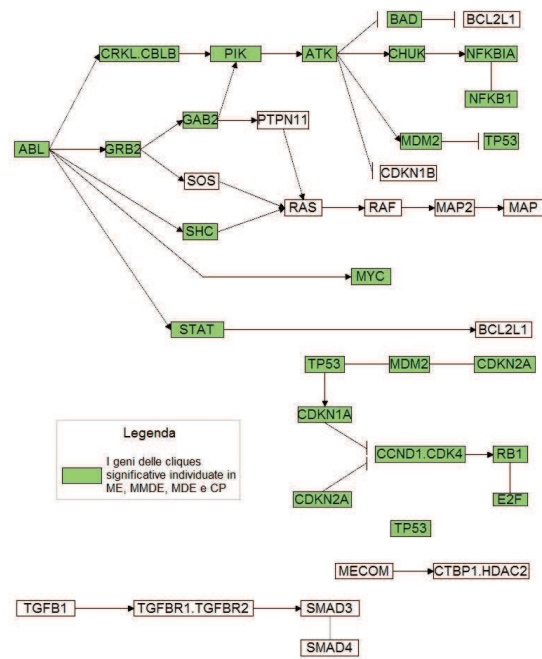 BAD BCL2L1
CRKL.CBLB PIK ATK CHUK NFKBIA
NFKB1
GAB2 PTPN11
ABL GRB2 MDM2 TP53
SOS CDKN1B
RAS RAF MAP2 MAP
SHC
MYC
STAT BCL2L1
TP53 MDM2 CDKN2A
CDKN1A
CCND1.CDK4 RB1
CDKN2A E2F
TP53
Legenda
I geni delle cliques
significative individuate in
ME, MMDE, MDE e CP
MECOM CTBP1.HDAC2
TGFB1 TGFBR1.TGFBR2 SMAD3
SMAD4